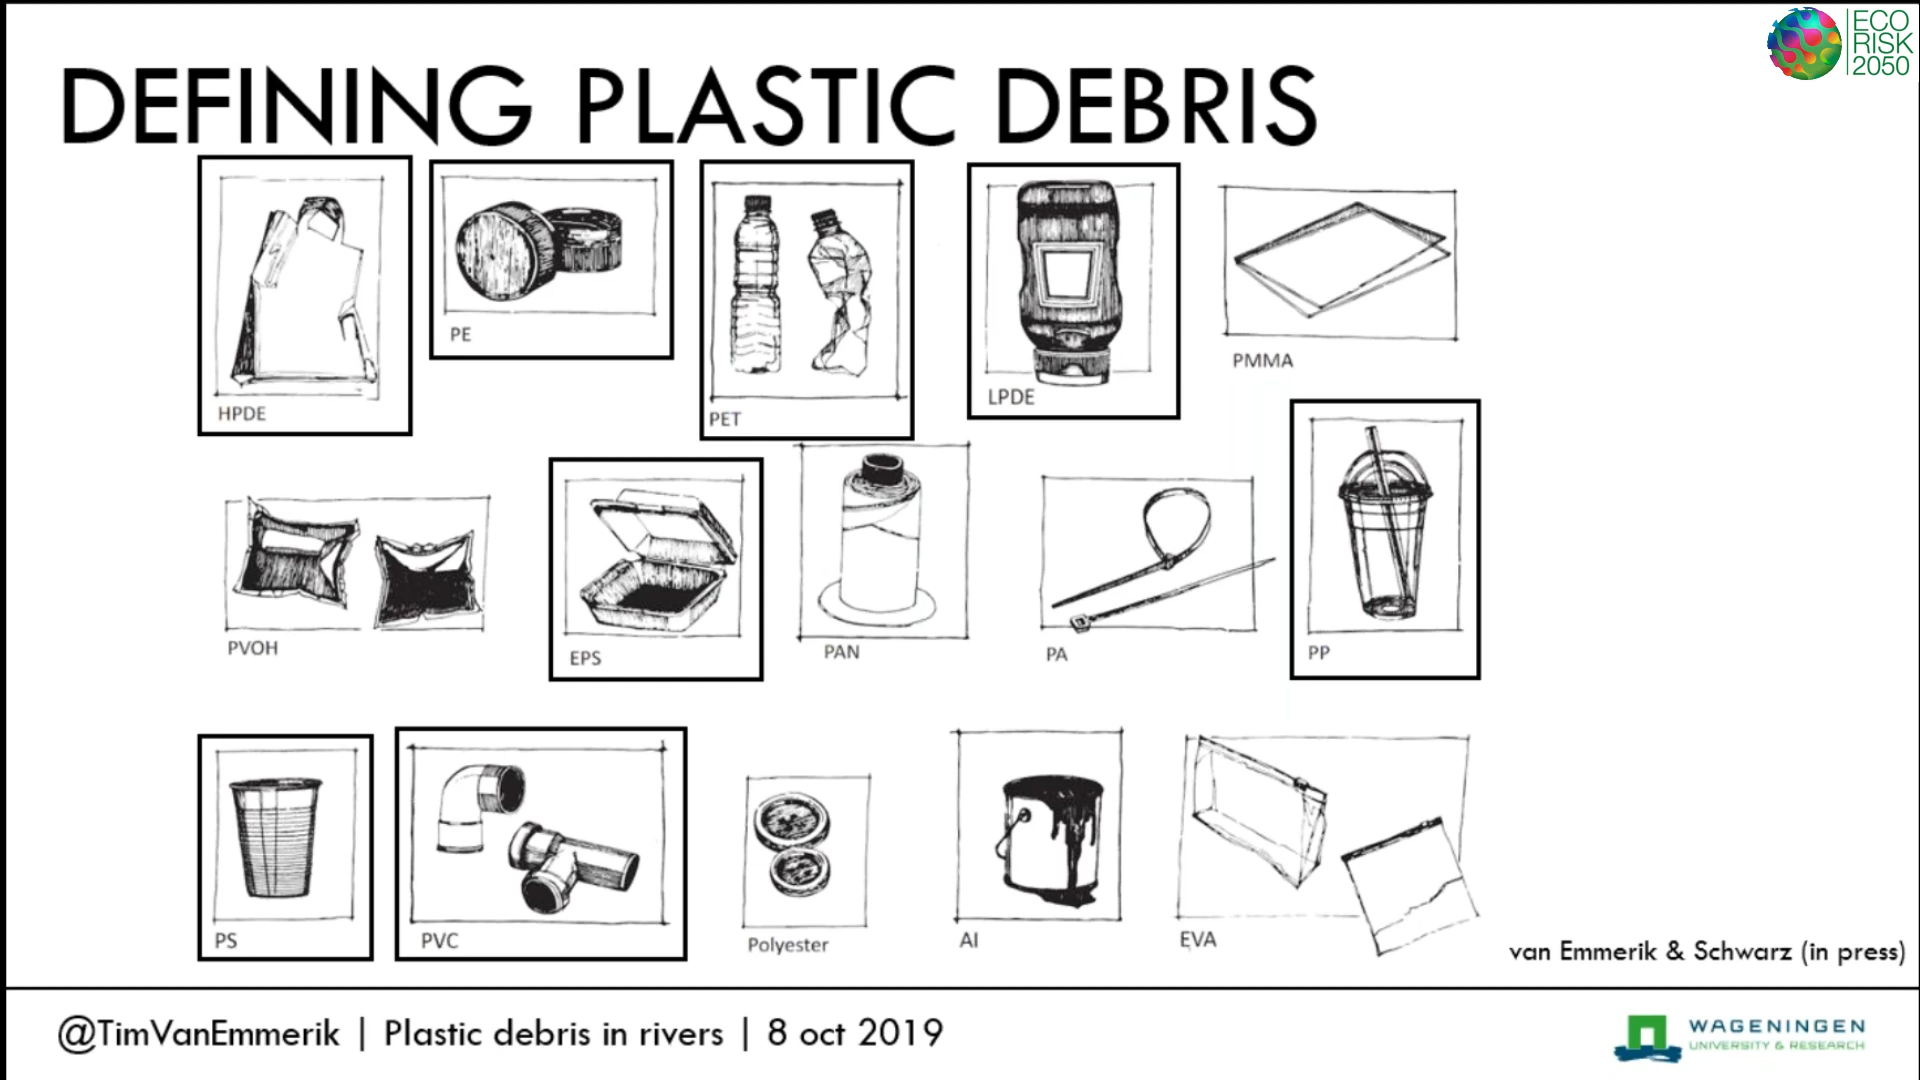 ECO
RISK
2050
DEFINING PLASTIC DEBRIS
HPDE
PE
PET
LPDE
PMMA
PVOH
EPS
PAN
PA
PP
PS
PVC
Polyester
Al
EVA
van Emmerik & Schwarz (in press)
@TimVanEmmerik | Plastic debris in rivers | 8 oct 2019
WAGENINGEN
UNIVERSITY & RESEARCH